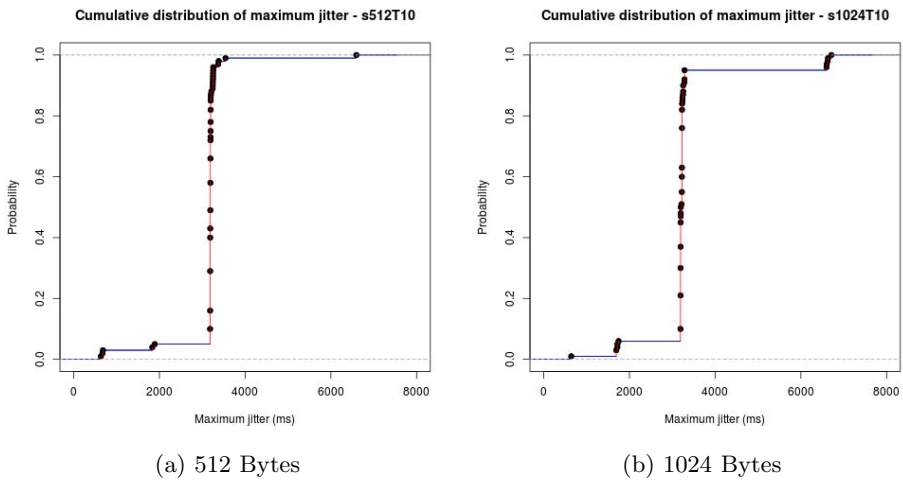 Cumulative distribution of maximum jitter - s512T10
Probability
0.0 0.2 0.4 0.6 0.8 1.0
0 2000 4000 6000 8000
Maximum jitter (ms)
(a) 512 Bytes
Cumulative distribution of maximum jitter - s1024T10
Probability
0.0 0.2 0.4 0.6 0.8 1.0
0 2000 4000 6000 8000
Maximum jitter (ms)
(b) 1024 Bytes